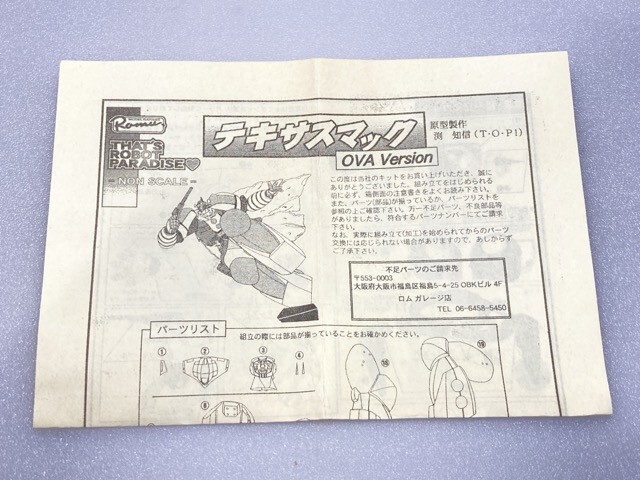 Romu
THAT'S
ROBOT
PARADISE♥
NON SCALE
テキサスマック
OVA Version
原型製作
渕 知信(T・O・P!)
この度は当社のキットをお買い上げいただき、誠に
ありがとうございました。組み立てをはじめられる
前に必ず、箱側面の注意書きをよくお読み下さい。
また、パーツ(部品)が揃っているか、パーツリストを
参照の上ご確認下さい。万一不足パーツ、不良部品等
がありましたら、符合するパーツナンバーにてご請求
下さい。
なお、実際に組み立て(加工)を始められてからのパーツ
交換には応じられない場合がありますので、あしからず
ご了承下さい。
不足パーツのご請求先
〒553-0003
大阪府大阪市福島区福島5-4-25 OBKビル 4F
ロム ガレージ店
TEL 06-6458-5450
パーツリスト
組立の際には部品が揃っていることをお確かめください。
① ② ③ ④
⑱ ⑲
⑥